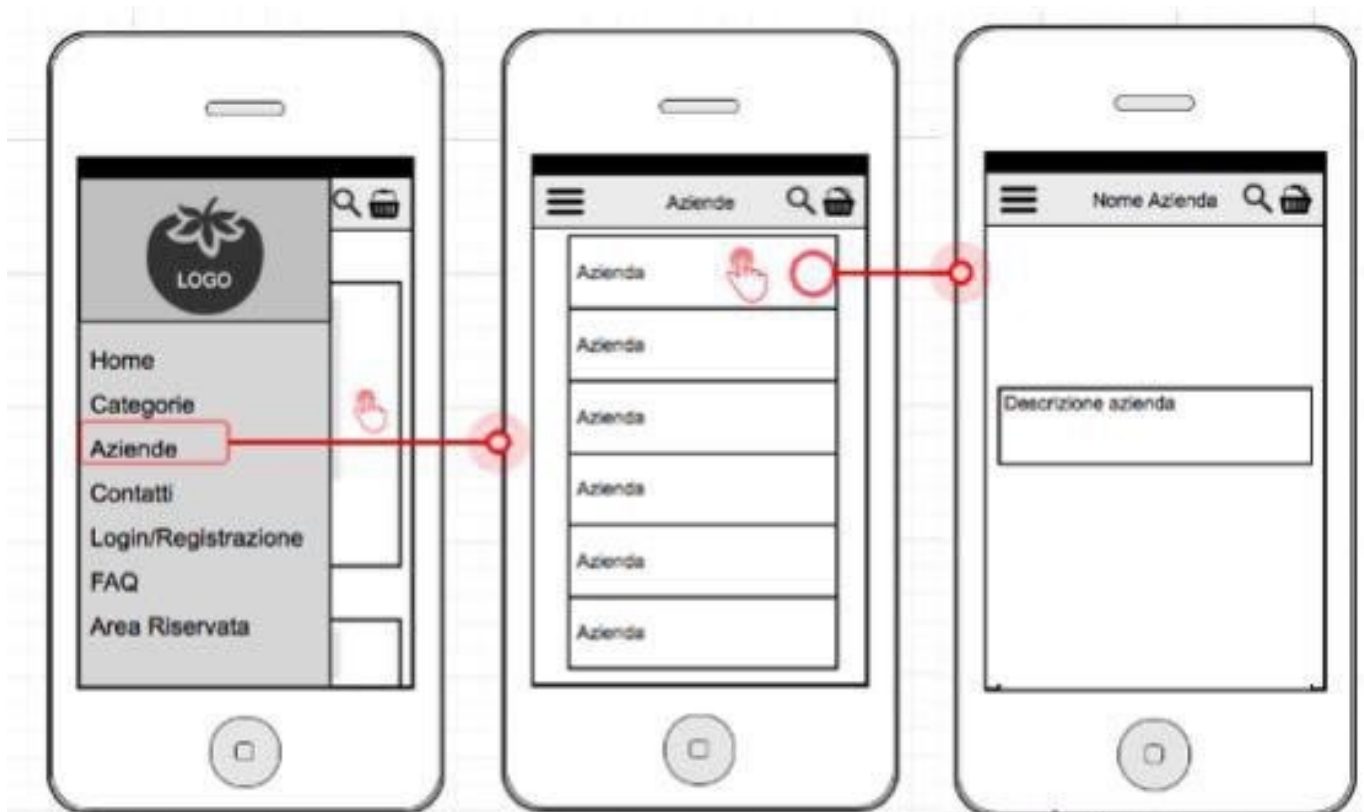 LOGO
Home
Categorie
Aziende
Contatti
Login/Registrazione
FAQ
Area Riservata
Aziende
Azienda
Azienda
Azienda
Azienda
Azienda
Azienda
Nome Azienda
Descrizione azienda